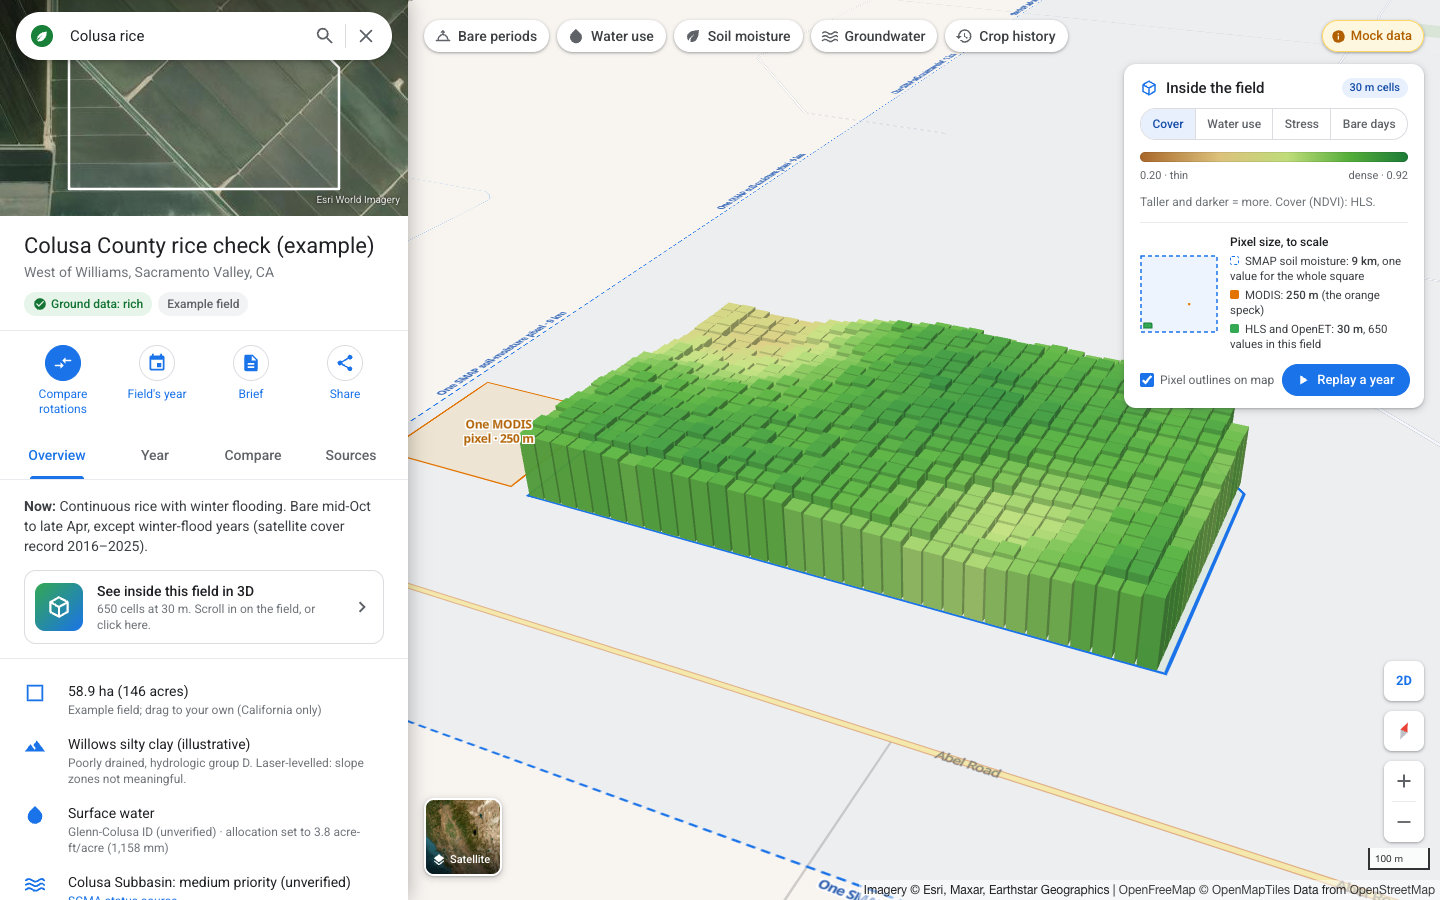 Colusa rice
Esri World Imagery
Colusa County rice check (example)
West of Williams, Sacramento Valley, CA
Ground data: rich
Example field
Compare
rotations
Field's year
Brief
Share
Overview
Year
Compare
Sources
Now: Continuous rice with winter flooding. Bare mid-Oct
to late Apr, except winter-flood years (satellite cover
record 2016–2025).
See inside this field in 3D
650 cells at 30 m. Scroll in on the field, or
click here.
58.9 ha (146 acres)
Example field; drag to your own (California only)
Willows silty clay (illustrative)
Poorly drained, hydrologic group D. Laser-levelled: slope
zones not meaningful.
Surface water
Glenn-Colusa ID (unverified) · allocation set to 3.8 acre-
ft/acre (1,158 mm)
Colusa Subbasin: medium priority (unverified)
Bare periods
Water use
Soil moisture
Groundwater
Crop history
Mock data
Inside the field
30 m cells
Cover
Water use
Stress
Bare days
0.20 · thin
dense · 0.92
Taller and darker = more. Cover (NDVI): HLS.
Pixel size, to scale
SMAP soil moisture: 9 km, one
value for the whole square
MODIS: 250 m (the orange
speck)
HLS and OpenET: 30 m, 650
values in this field
Pixel outlines on map
Replay a year
One MODIS
pixel · 250 m
Abel Road
2D
100 m
Satellite
Imagery © Esri, Maxar, Earthstar Geographics | OpenFreeMap © OpenMapTiles Data from OpenStreetMap